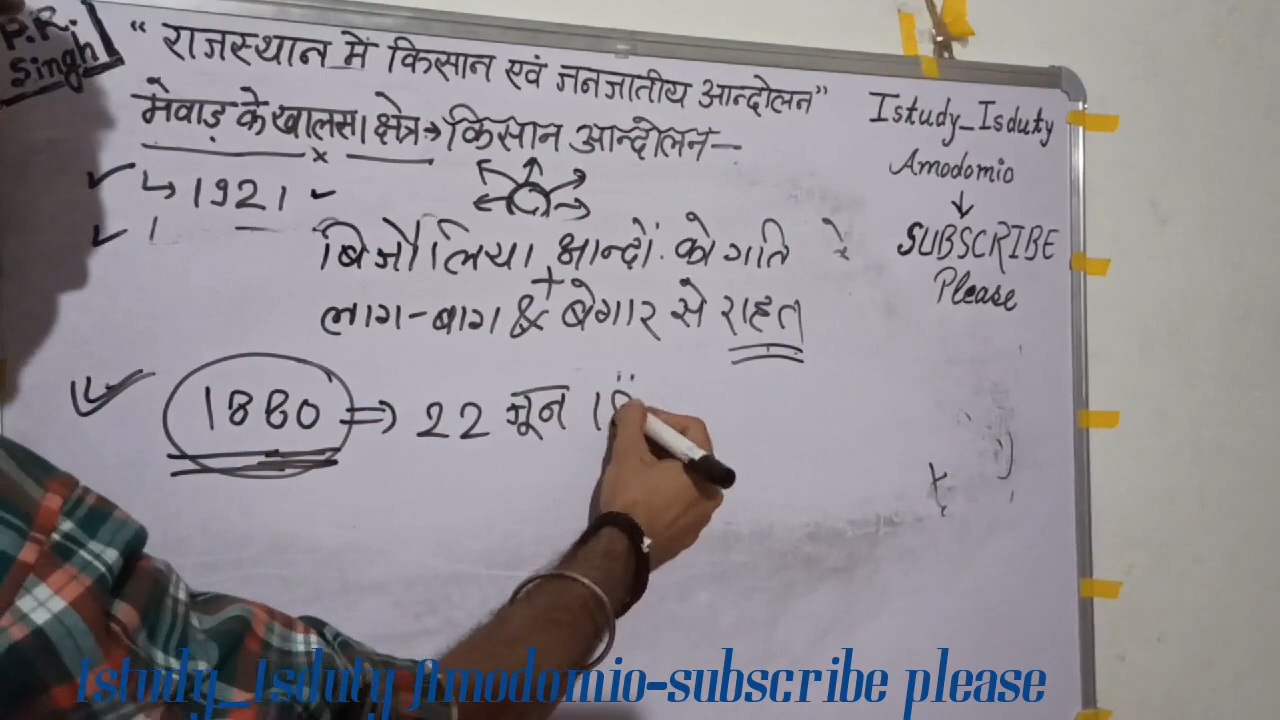 P.R.
Singh
“राजस्थान में किसान एवं जनजातीय आन्दोलन”
मेवाड़ के खालसा क्षेत्र → किसान आन्दोलन—
↳ 1921
बिजौलिया आन्दो. को गति
लाग-बाग & बेगार से राहत
1880 ⇒ 22 जून 18
Istudy_Isduty
Amodomio
↓
SUBSCRIBE
Please
Istudy_Isduty Amodomio-subscribe please